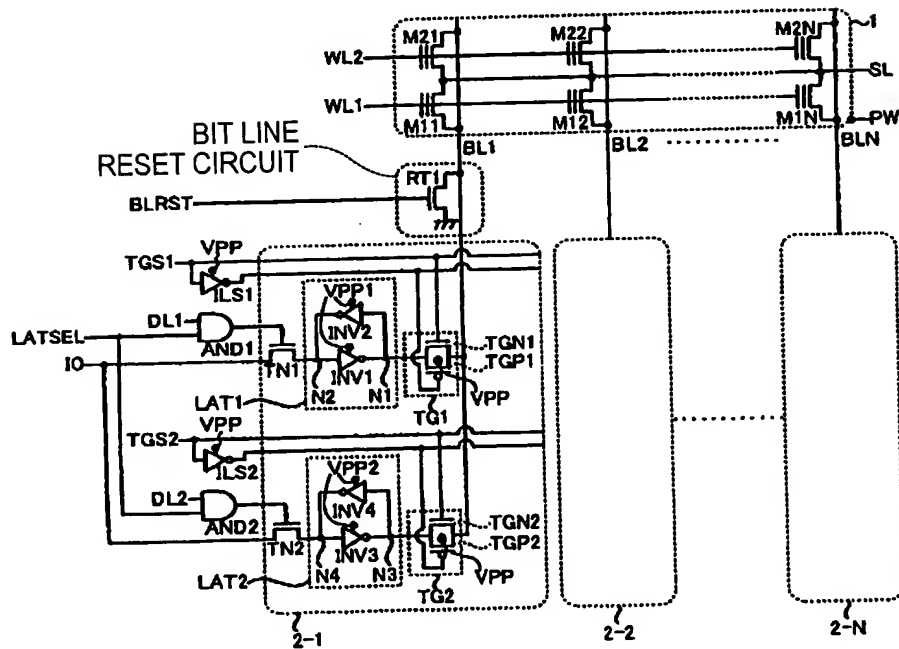 M21 M22 M2N 1
WL2
SL
WL1
M11 M12 M1N PW
BIT LINE
RESET CIRCUIT
BL1 BL2 BLN
RT1
BLRST
VPP
TGS1
ILS1
VPP1
DL1
LATSEL
INV2
AND1
TGN1
IO
TGP1
TN1
INV1
N2 N1
VPP
LAT1
TG1
VPP
TGS2
ILS2
VPP2
DL2
INV4
AND2
TGN2
TN2
TGP2
INV3
N4 N3
VPP
LAT2
TG2
2-1 2-2 2-N